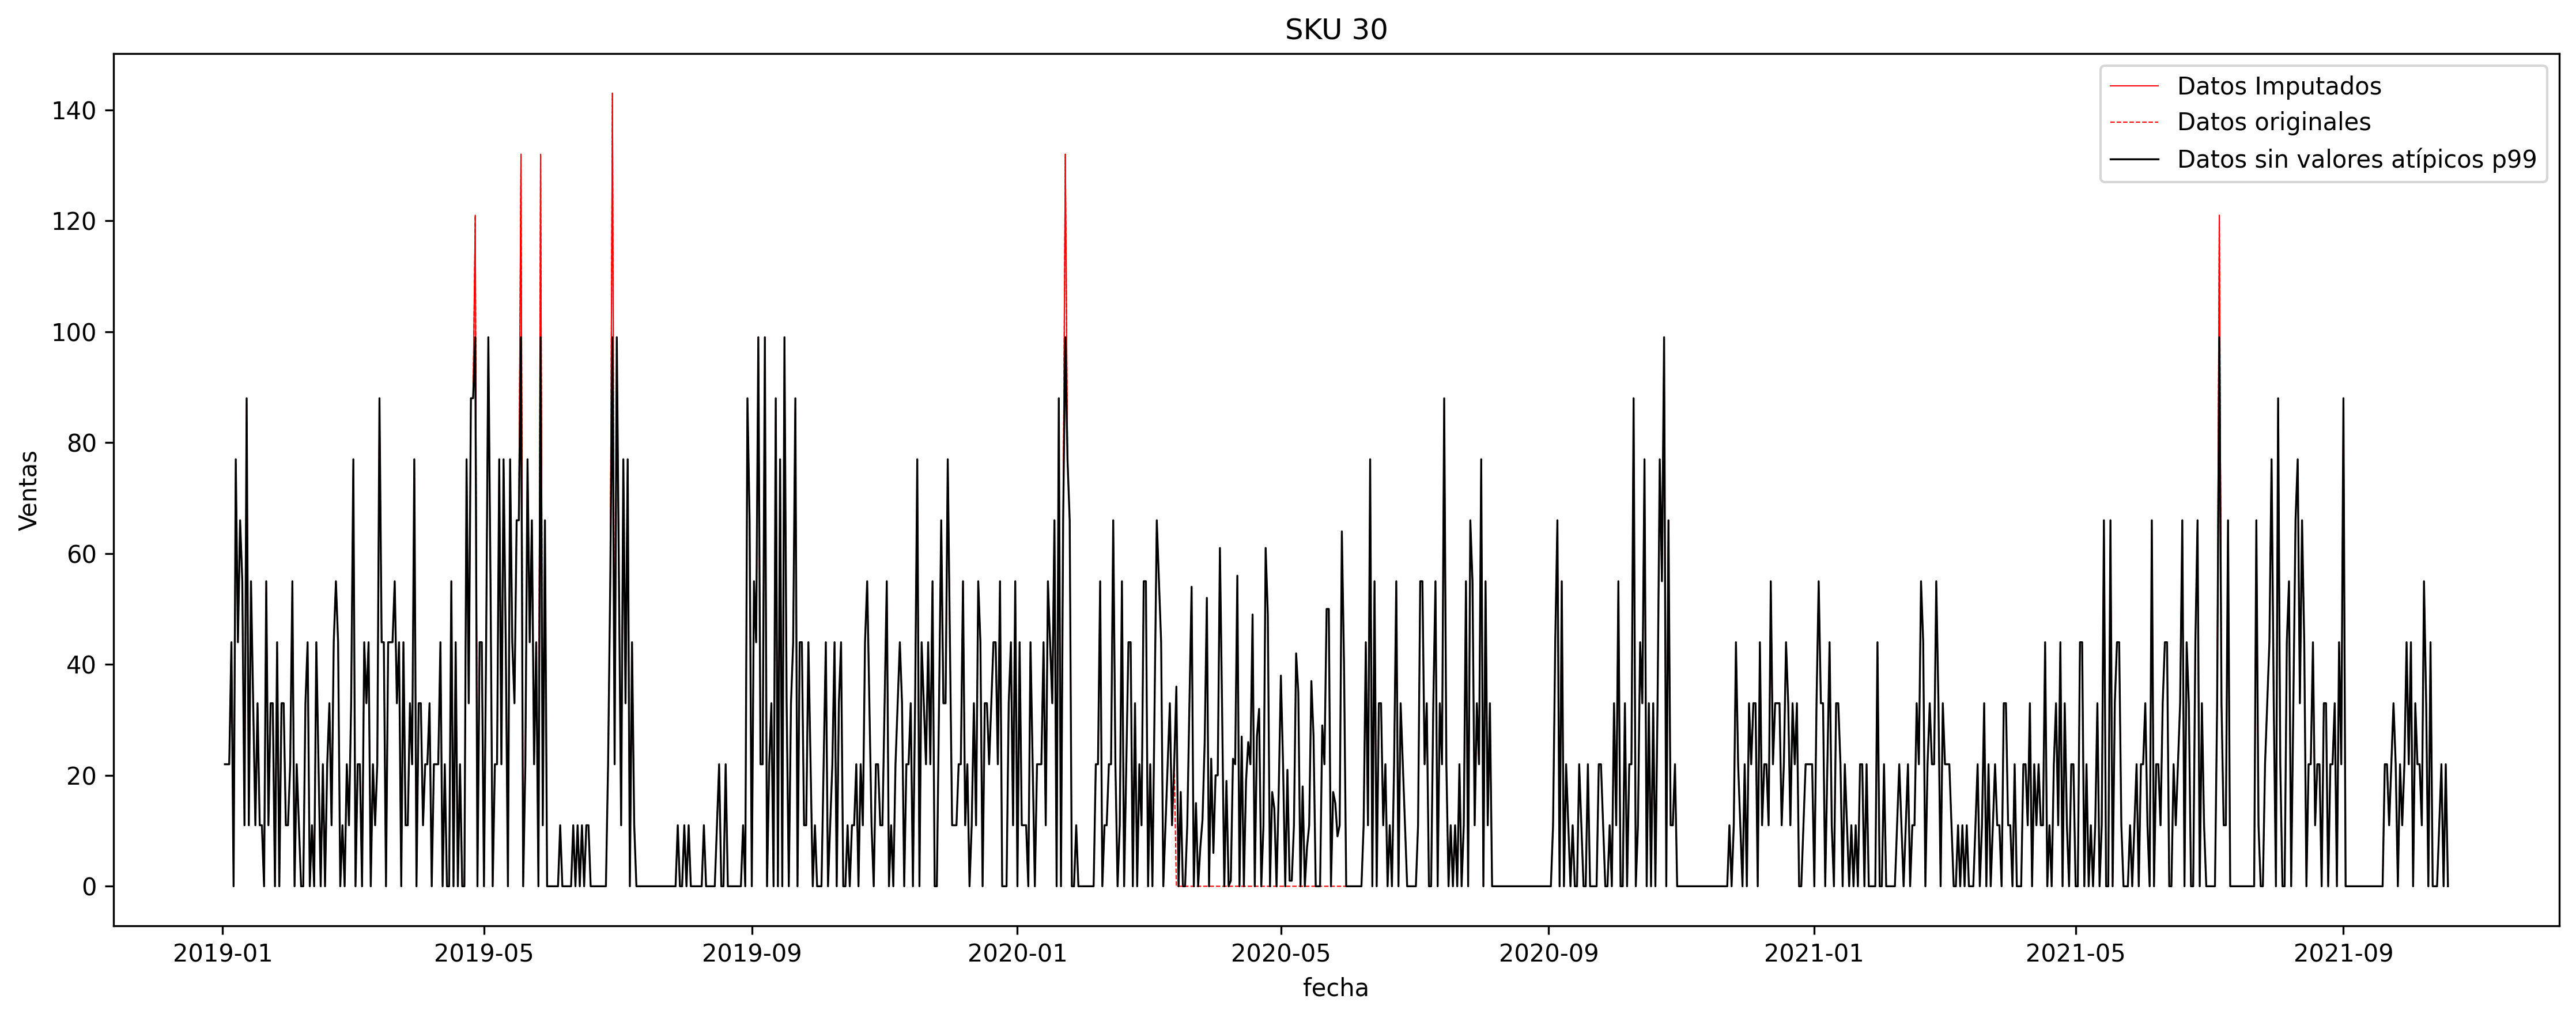 SKU 30
Datos Imputados
Datos originales
Datos sin valores atípicos p99
Ventas
140
120
100
80
60
40
20
0
2019-01 2019-05 2019-09 2020-01 2020-05 2020-09 2021-01 2021-05 2021-09
fecha